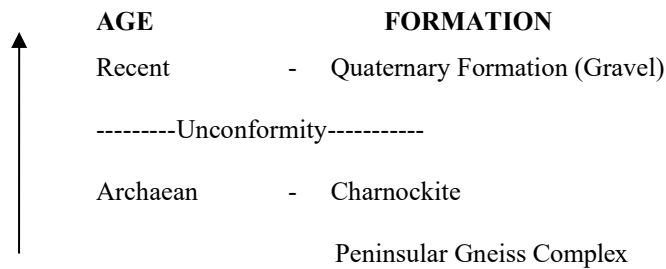 AGE FORMATION
Recent - Quaternary Formation (Gravel)
---------Unconformity-----------
Archaean - Charnockite
Peninsular Gneiss Complex